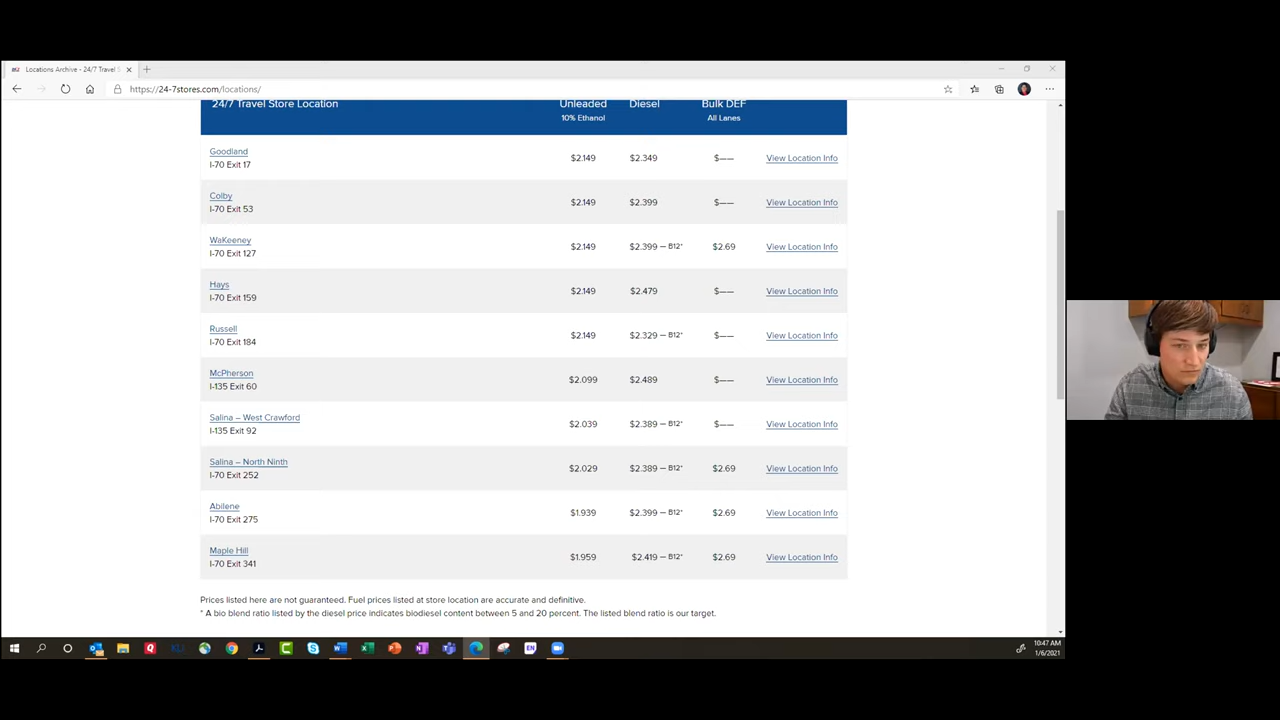 Locations Archive - 24/7 Travel S
https://24-7stores.com/locations/
24/7 Travel Store Location Unleaded Diesel Bulk DEF
10% Ethanol All Lanes
Goodland
I-70 Exit 17
$2.149 $2.349 $–– View Location Info
Colby
I-70 Exit 53
$2.149 $2.399 $–– View Location Info
WaKeeney
I-70 Exit 127
$2.149 $2.399 – B12* $2.69 View Location Info
Hays
I-70 Exit 159
$2.149 $2.479 $–– View Location Info
Russell
I-70 Exit 184
$2.149 $2.329 – B12* $–– View Location Info
McPherson
I-135 Exit 60
$2.099 $2.489 $–– View Location Info
Salina – West Crawford
I-135 Exit 92
$2.039 $2.389 – B12* $–– View Location Info
Salina – North Ninth
I-70 Exit 252
$2.029 $2.389 – B12* $2.69 View Location Info
Abilene
I-70 Exit 275
$1.939 $2.399 – B12* $2.69 View Location Info
Maple Hill
I-70 Exit 341
$1.959 $2.419 – B12* $2.69 View Location Info
Prices listed here are not guaranteed. Fuel prices listed at store location are accurate and definitive.
* A bio blend ratio listed by the diesel price indicates biodiesel content between 5 and 20 percent. The listed blend ratio is our target.
10:47 AM
1/6/2021